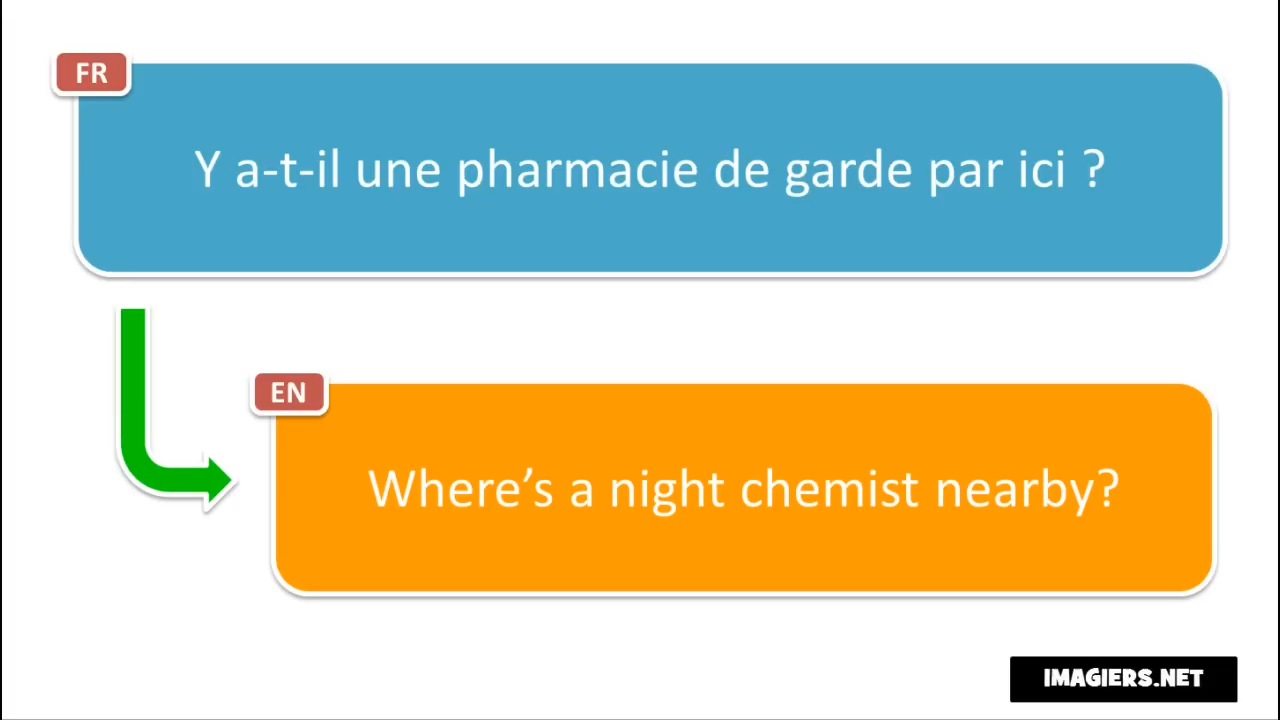 FR
Y a-t-il une pharmacie de garde par ici ?
EN
Where’s a night chemist nearby?
IMAGIERS.NET